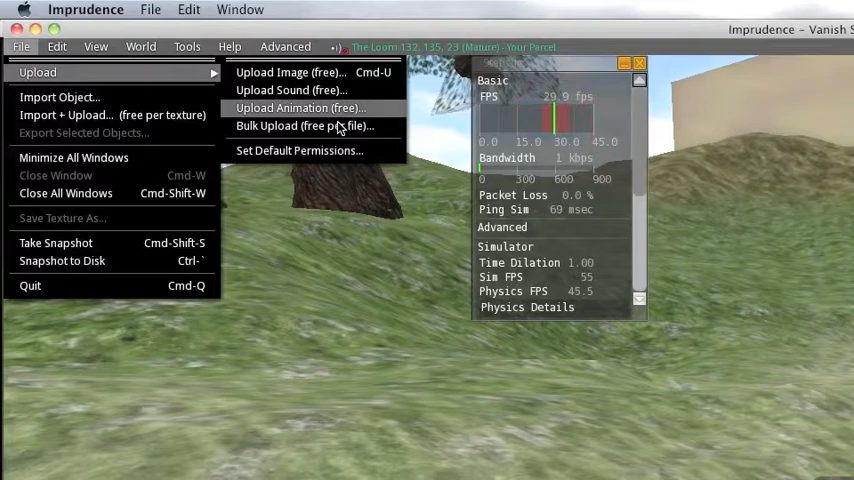 Imprudence File Edit Window
Imprudence – Vanish S
File Edit View World Tools Help Advanced The Loom 132, 135, 23 (Mature) - Your Parcel
Upload
Import Object...
Import + Upload... (free per texture)
Export Selected Objects...
Minimize All Windows
Close Window Cmd-W
Close All Windows Cmd-Shift-W
Save Texture As...
Take Snapshot Cmd-Shift-S
Snapshot to Disk Ctrl-`
Quit Cmd-Q
Upload Image (free)... Cmd-U
Upload Sound (free)...
Upload Animation (free)...
Bulk Upload (free per file)...
Set Default Permissions...
Basic
FPS 29.9 fps
0.0 15.0 30.0 45.0
Bandwidth 1 kbps
0 300 600 900
Packet Loss 0.0 %
Ping Sim 69 msec
Advanced
Simulator
Time Dilation 1.00
Sim FPS 55
Physics FPS 45.5
Physics Details